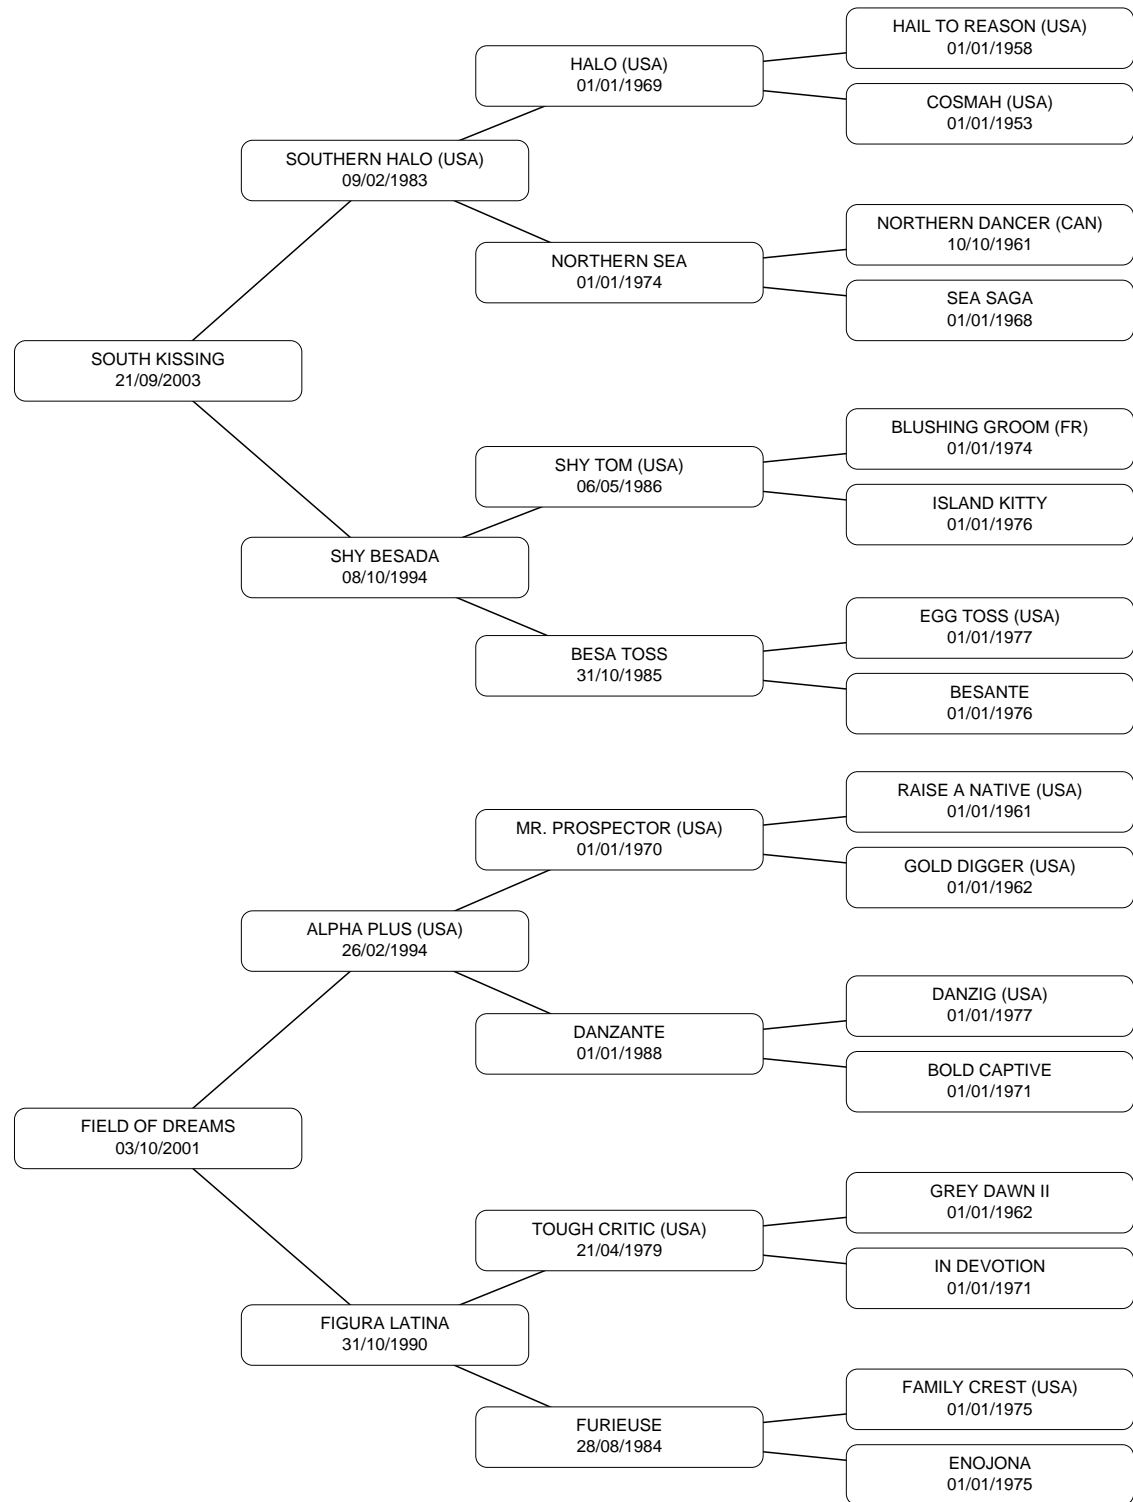 HAIL TO REASON (USA)
01/01/1958
HALO (USA)
01/01/1969
COSMAH (USA)
01/01/1953
SOUTHERN HALO (USA)
09/02/1983
NORTHERN DANCER (CAN)
10/10/1961
NORTHERN SEA
01/01/1974
SEA SAGA
01/01/1968
SOUTH KISSING
21/09/2003
BLUSHING GROOM (FR)
01/01/1974
SHY TOM (USA)
06/05/1986
ISLAND KITTY
01/01/1976
SHY BESADA
08/10/1994
EGG TOSS (USA)
01/01/1977
BESA TOSS
31/10/1985
BESANTE
01/01/1976
RAISE A NATIVE (USA)
01/01/1961
MR. PROSPECTOR (USA)
01/01/1970
GOLD DIGGER (USA)
01/01/1962
ALPHA PLUS (USA)
26/02/1994
DANZIG (USA)
01/01/1977
DANZANTE
01/01/1988
BOLD CAPTIVE
01/01/1971
FIELD OF DREAMS
03/10/2001
GREY DAWN II
01/01/1962
TOUGH CRITIC (USA)
21/04/1979
IN DEVOTION
01/01/1971
FIGURA LATINA
31/10/1990
FAMILY CREST (USA)
01/01/1975
FURIEUSE
28/08/1984
ENOJONA
01/01/1975